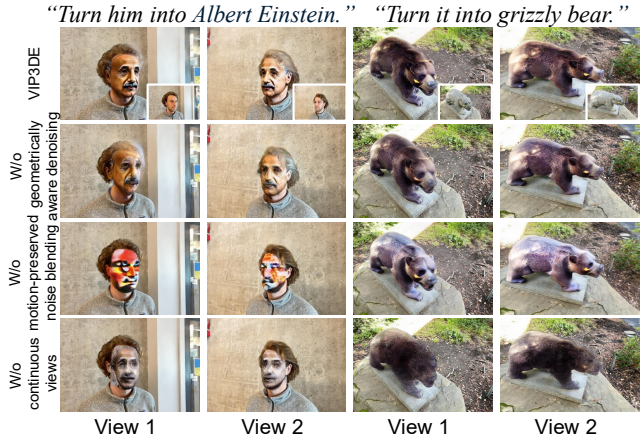 “Turn him into Albert Einstein.” “Turn it into grizzly bear.”
VIP3DE
W/o
geometrically
aware denoising
W/o
motion-preserved
noise blending
W/o
continuous
views
View 1 View 2 View 1 View 2